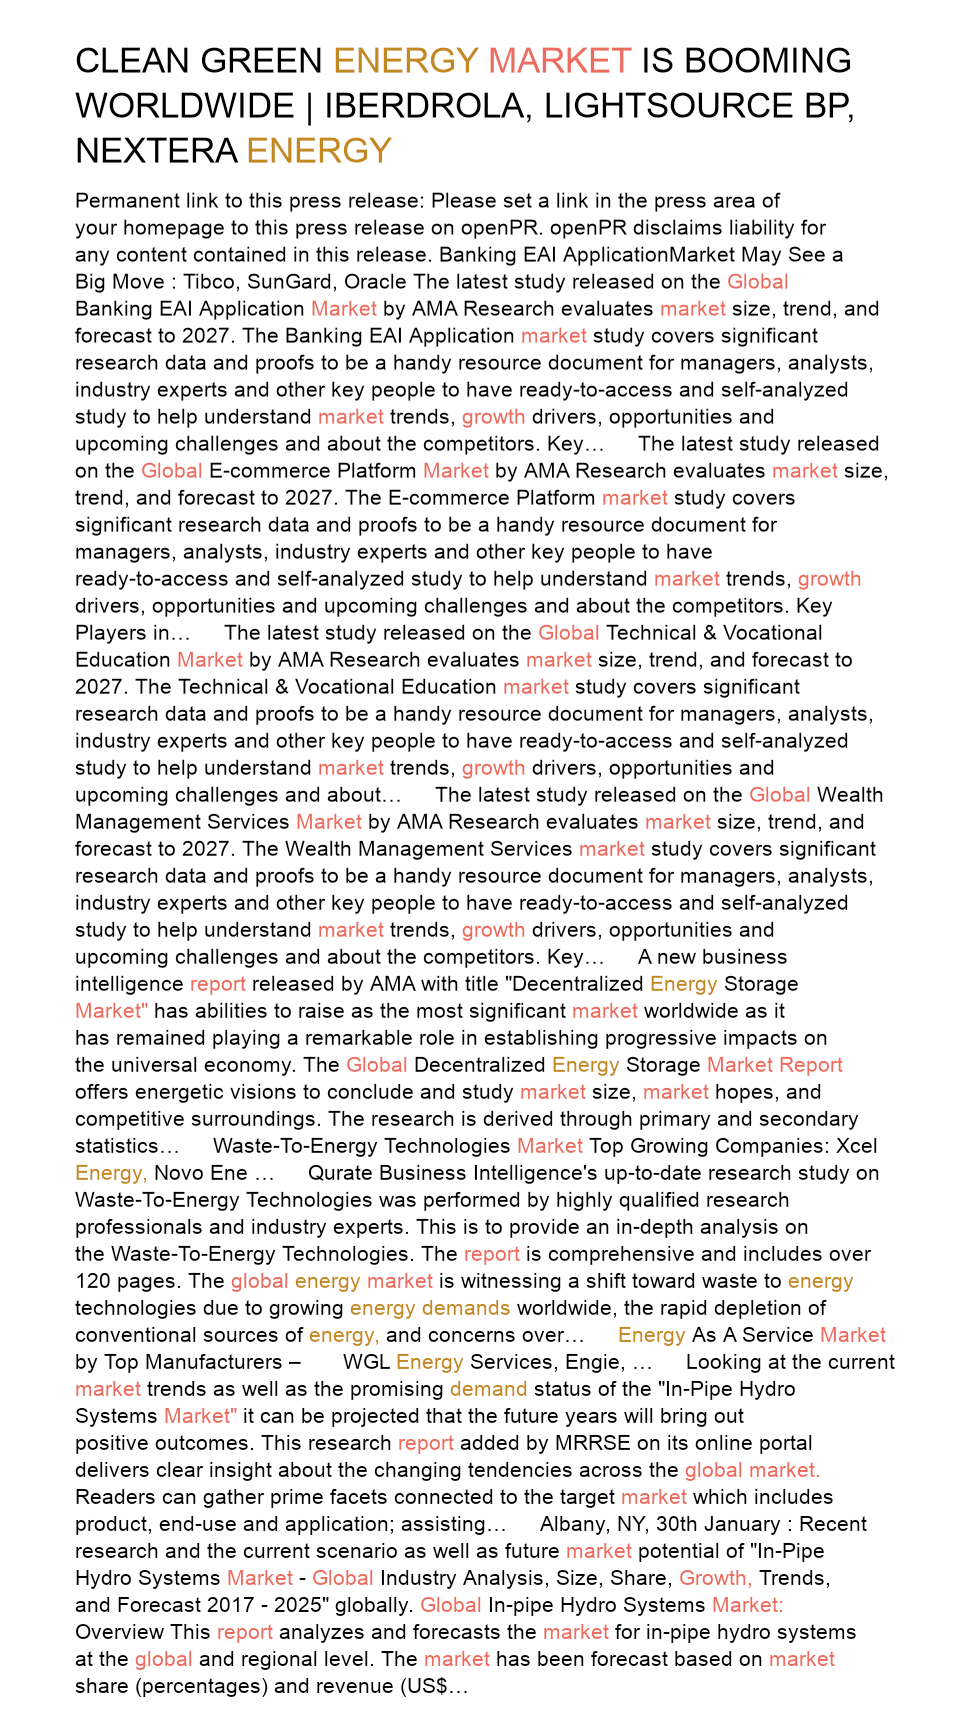 CLEAN GREEN ENERGY MARKET IS BOOMING
WORLDWIDE | IBERDROLA, LIGHTSOURCE BP,
NEXTERA ENERGY
Permanent link to this press release: Please set a link in the press area of
your homepage to this press release on openPR. openPR disclaims liability for
any content contained in this release. Banking EAI ApplicationMarket May See a
Big Move : Tibco, SunGard, Oracle The latest study released on the Global
Banking EAI Application Market by AMA Research evaluates market size, trend, and
forecast to 2027. The Banking EAI Application market study covers significant
research data and proofs to be a handy resource document for managers, analysts,
industry experts and other key people to have ready-to-access and self-analyzed
study to help understand market trends, growth drivers, opportunities and
upcoming challenges and about the competitors. Key… The latest study released
on the Global E-commerce Platform Market by AMA Research evaluates market size,
trend, and forecast to 2027. The E-commerce Platform market study covers
significant research data and proofs to be a handy resource document for
managers, analysts, industry experts and other key people to have
ready-to-access and self-analyzed study to help understand market trends, growth
drivers, opportunities and upcoming challenges and about the competitors. Key
Players in… The latest study released on the Global Technical & Vocational
Education Market by AMA Research evaluates market size, trend, and forecast to
2027. The Technical & Vocational Education market study covers significant
research data and proofs to be a handy resource document for managers, analysts,
industry experts and other key people to have ready-to-access and self-analyzed
study to help understand market trends, growth drivers, opportunities and
upcoming challenges and about… The latest study released on the Global Wealth
Management Services Market by AMA Research evaluates market size, trend, and
forecast to 2027. The Wealth Management Services market study covers significant
research data and proofs to be a handy resource document for managers, analysts,
industry experts and other key people to have ready-to-access and self-analyzed
study to help understand market trends, growth drivers, opportunities and
upcoming challenges and about the competitors. Key… A new business
intelligence report released by AMA with title "Decentralized Energy Storage
Market" has abilities to raise as the most significant market worldwide as it
has remained playing a remarkable role in establishing progressive impacts on
the universal economy. The Global Decentralized Energy Storage Market Report
offers energetic visions to conclude and study market size, market hopes, and
competitive surroundings. The research is derived through primary and secondary
statistics… Waste-To-Energy Technologies Market Top Growing Companies: Xcel
Energy, Novo Ene … Qurate Business Intelligence's up-to-date research study on
Waste-To-Energy Technologies was performed by highly qualified research
professionals and industry experts. This is to provide an in-depth analysis on
the Waste-To-Energy Technologies. The report is comprehensive and includes over
120 pages. The global energy market is witnessing a shift toward waste to energy
technologies due to growing energy demands worldwide, the rapid depletion of
conventional sources of energy, and concerns over… Energy As A Service Market
by Top Manufacturers – WGL Energy Services, Engie, … Looking at the current
market trends as well as the promising demand status of the "In-Pipe Hydro
Systems Market" it can be projected that the future years will bring out
positive outcomes. This research report added by MRRSE on its online portal
delivers clear insight about the changing tendencies across the global market.
Readers can gather prime facets connected to the target market which includes
product, end-use and application; assisting… Albany, NY, 30th January : Recent
research and the current scenario as well as future market potential of "In-Pipe
Hydro Systems Market - Global Industry Analysis, Size, Share, Growth, Trends,
and Forecast 2017 - 2025" globally. Global In-pipe Hydro Systems Market:
Overview This report analyzes and forecasts the market for in-pipe hydro systems
at the global and regional level. The market has been forecast based on market
share (percentages) and revenue (US$…